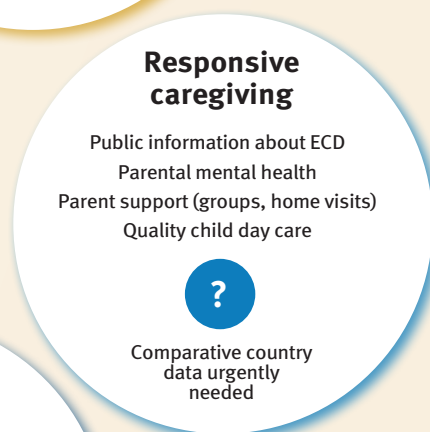 Responsive
caregiving
Public information about ECD
Parental mental health
Parent support (groups, home visits)
Quality child day care
?
Comparative country
data urgently
needed